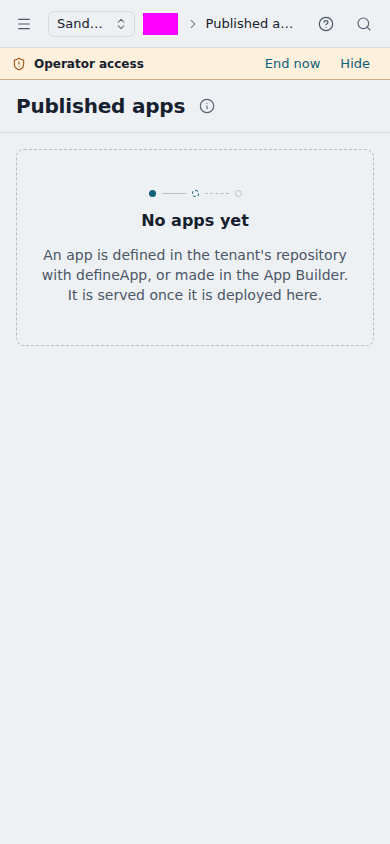 Sand...
Published a...
Operator access
End now
Hide
Published apps
No apps yet
An app is defined in the tenant's repository
with defineApp, or made in the App Builder.
It is served once it is deployed here.